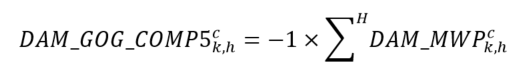 DAM_GOG_COMP5^c_{k,h} = −1 × ∑^H DAM_MWP^c_{k,h}